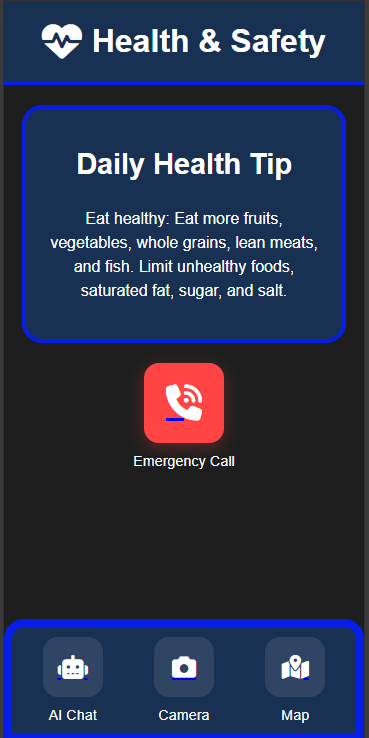 Health & Safety
Daily Health Tip
Eat healthy: Eat more fruits,
vegetables, whole grains, lean meats,
and fish. Limit unhealthy foods,
saturated fat, sugar, and salt.
Emergency Call
AI Chat
Camera
Map